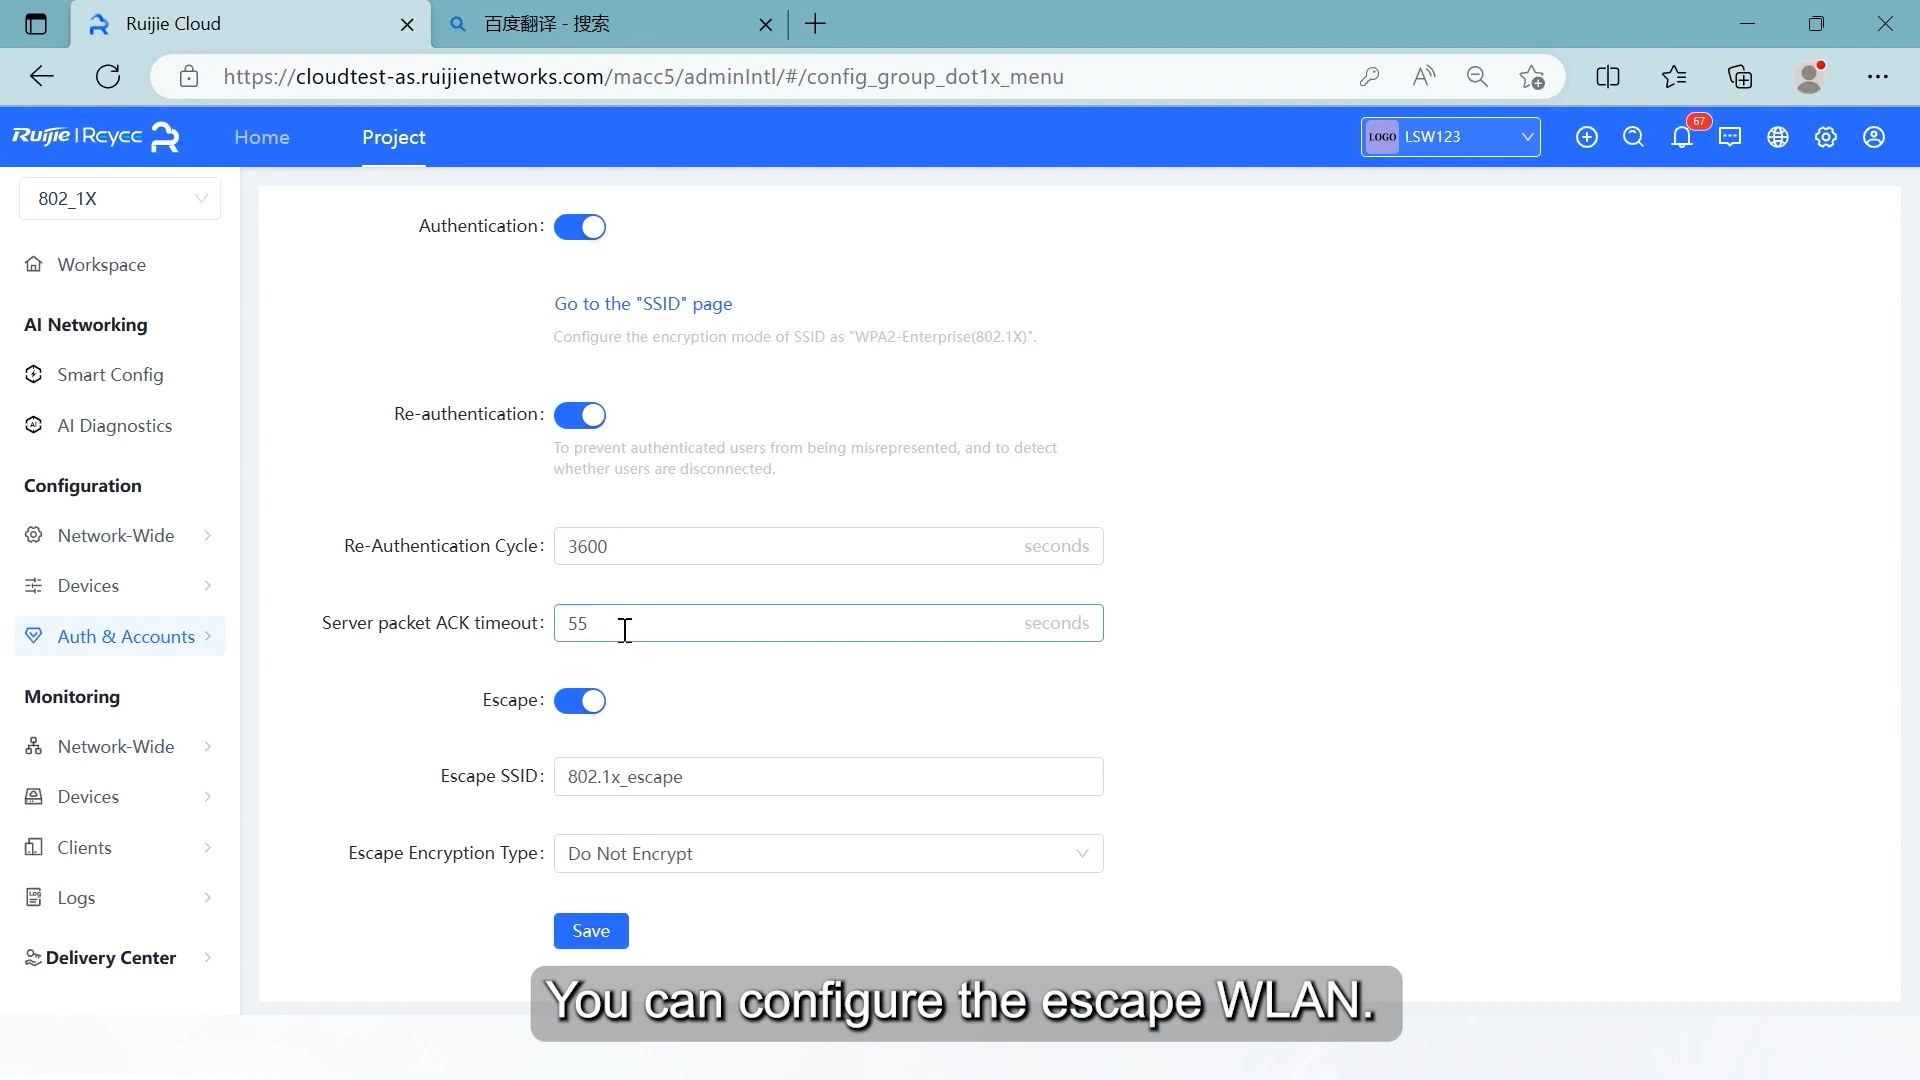 Ruijie Cloud
百度翻译 - 搜索
https://cloudtest-as.ruijienetworks.com/macc5/adminIntl/#/config_group_dot1x_menu
Ruijie | Reyee
Home
Project
LOGO LSW123
67
802_1X
Workspace
AI Networking
Smart Config
AI Diagnostics
Configuration
Network-Wide
Devices
Auth & Accounts
Monitoring
Network-Wide
Devices
Clients
Logs
Delivery Center
Authentication:
Go to the "SSID" page
Configure the encryption mode of SSID as "WPA2-Enterprise(802.1X)".
Re-authentication:
To prevent authenticated users from being misrepresented, and to detect
whether users are disconnected.
Re-Authentication Cycle: 3600 seconds
Server packet ACK timeout: 55 seconds
Escape:
Escape SSID: 802.1x_escape
Escape Encryption Type: Do Not Encrypt
Save
You can configure the escape WLAN.